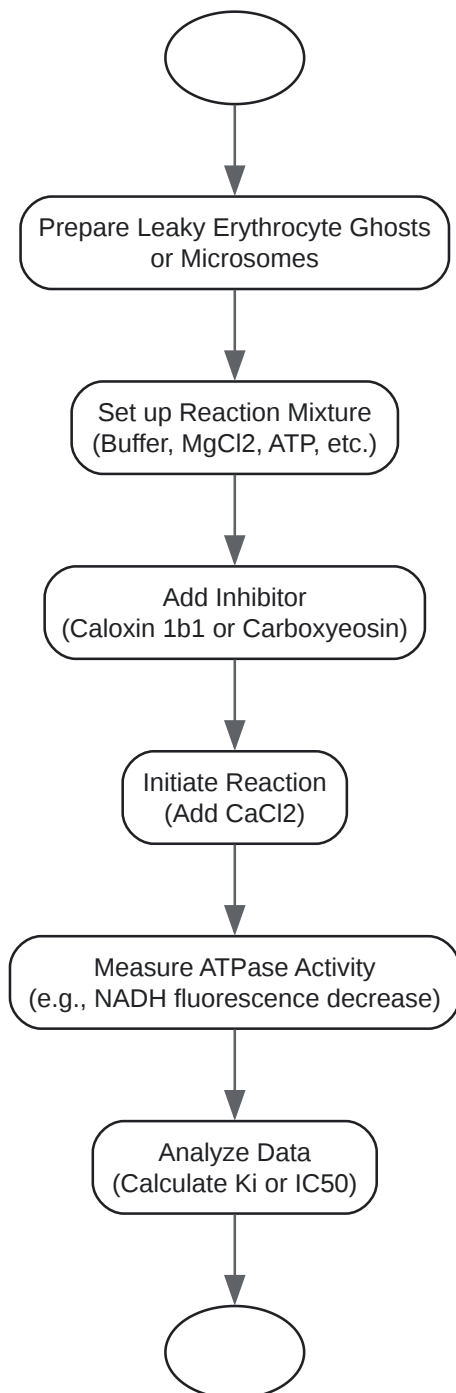 Prepare Leaky Erythrocyte Ghosts
or Microsomes
Set up Reaction Mixture
(Buffer, MgCl2, ATP, etc.)
Add Inhibitor
(Caloxin 1b1 or Carboxyeosin)
Initiate Reaction
(Add CaCl2)
Measure ATPase Activity
(e.g., NADH fluorescence decrease)
Analyze Data
(Calculate Ki or IC50)